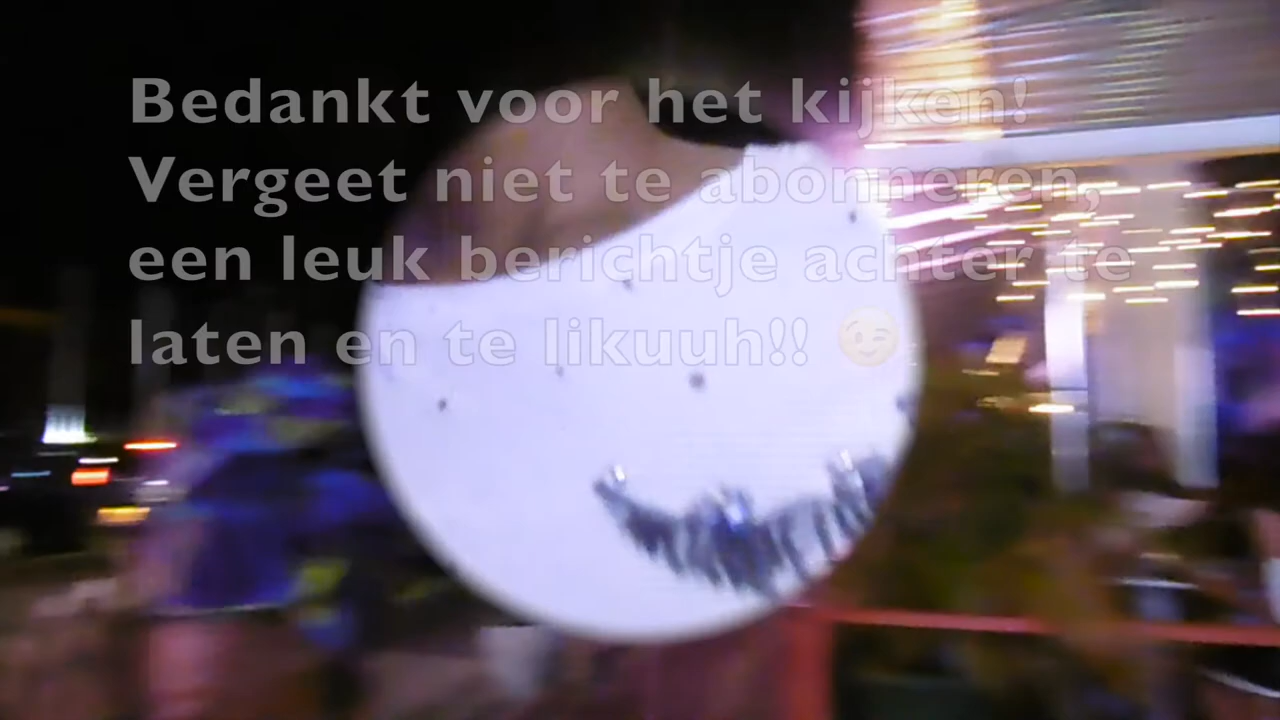 Bedankt voor het kijken!
Vergeet niet te abonneren,
een leuk berichtje achter te
laten en te likuuh!! 😉